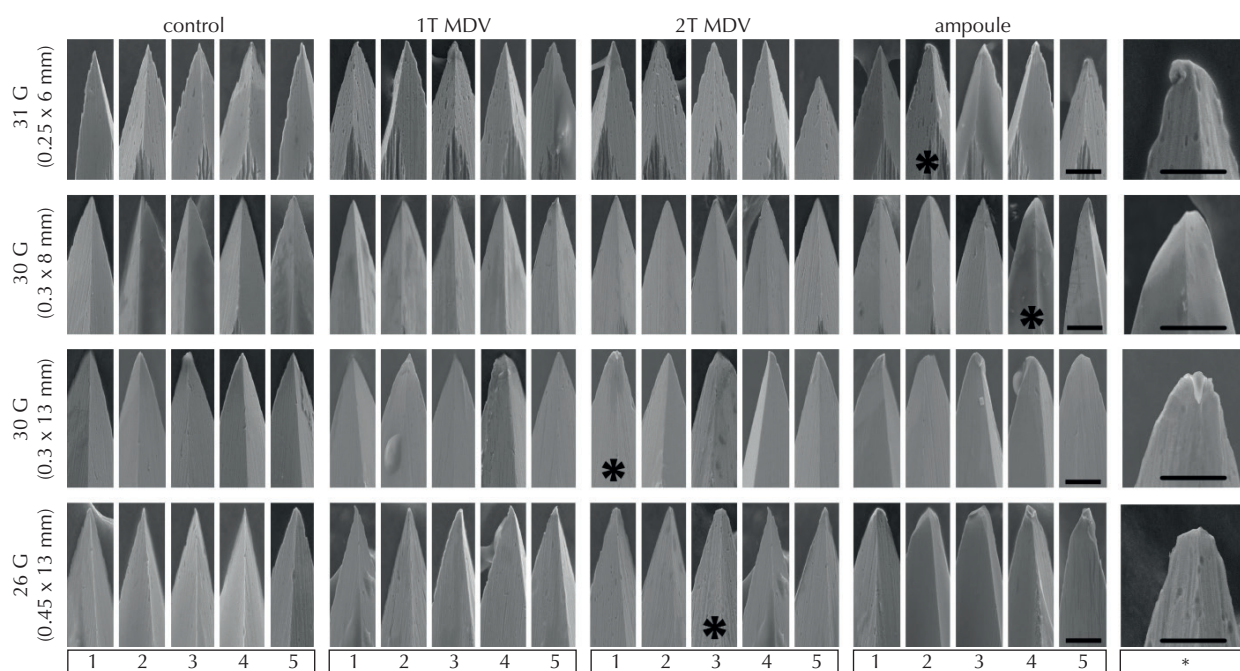 control 1T MDV 2T MDV ampoule
31 G
(0.25 x 6 mm)
*
30 G
(0.3 x 8 mm)
*
30 G
(0.3 x 13 mm)
*
26 G
(0.45 x 13 mm)
*
1 2 3 4 5 1 2 3 4 5 1 2 3 4 5 1 2 3 4 5 *